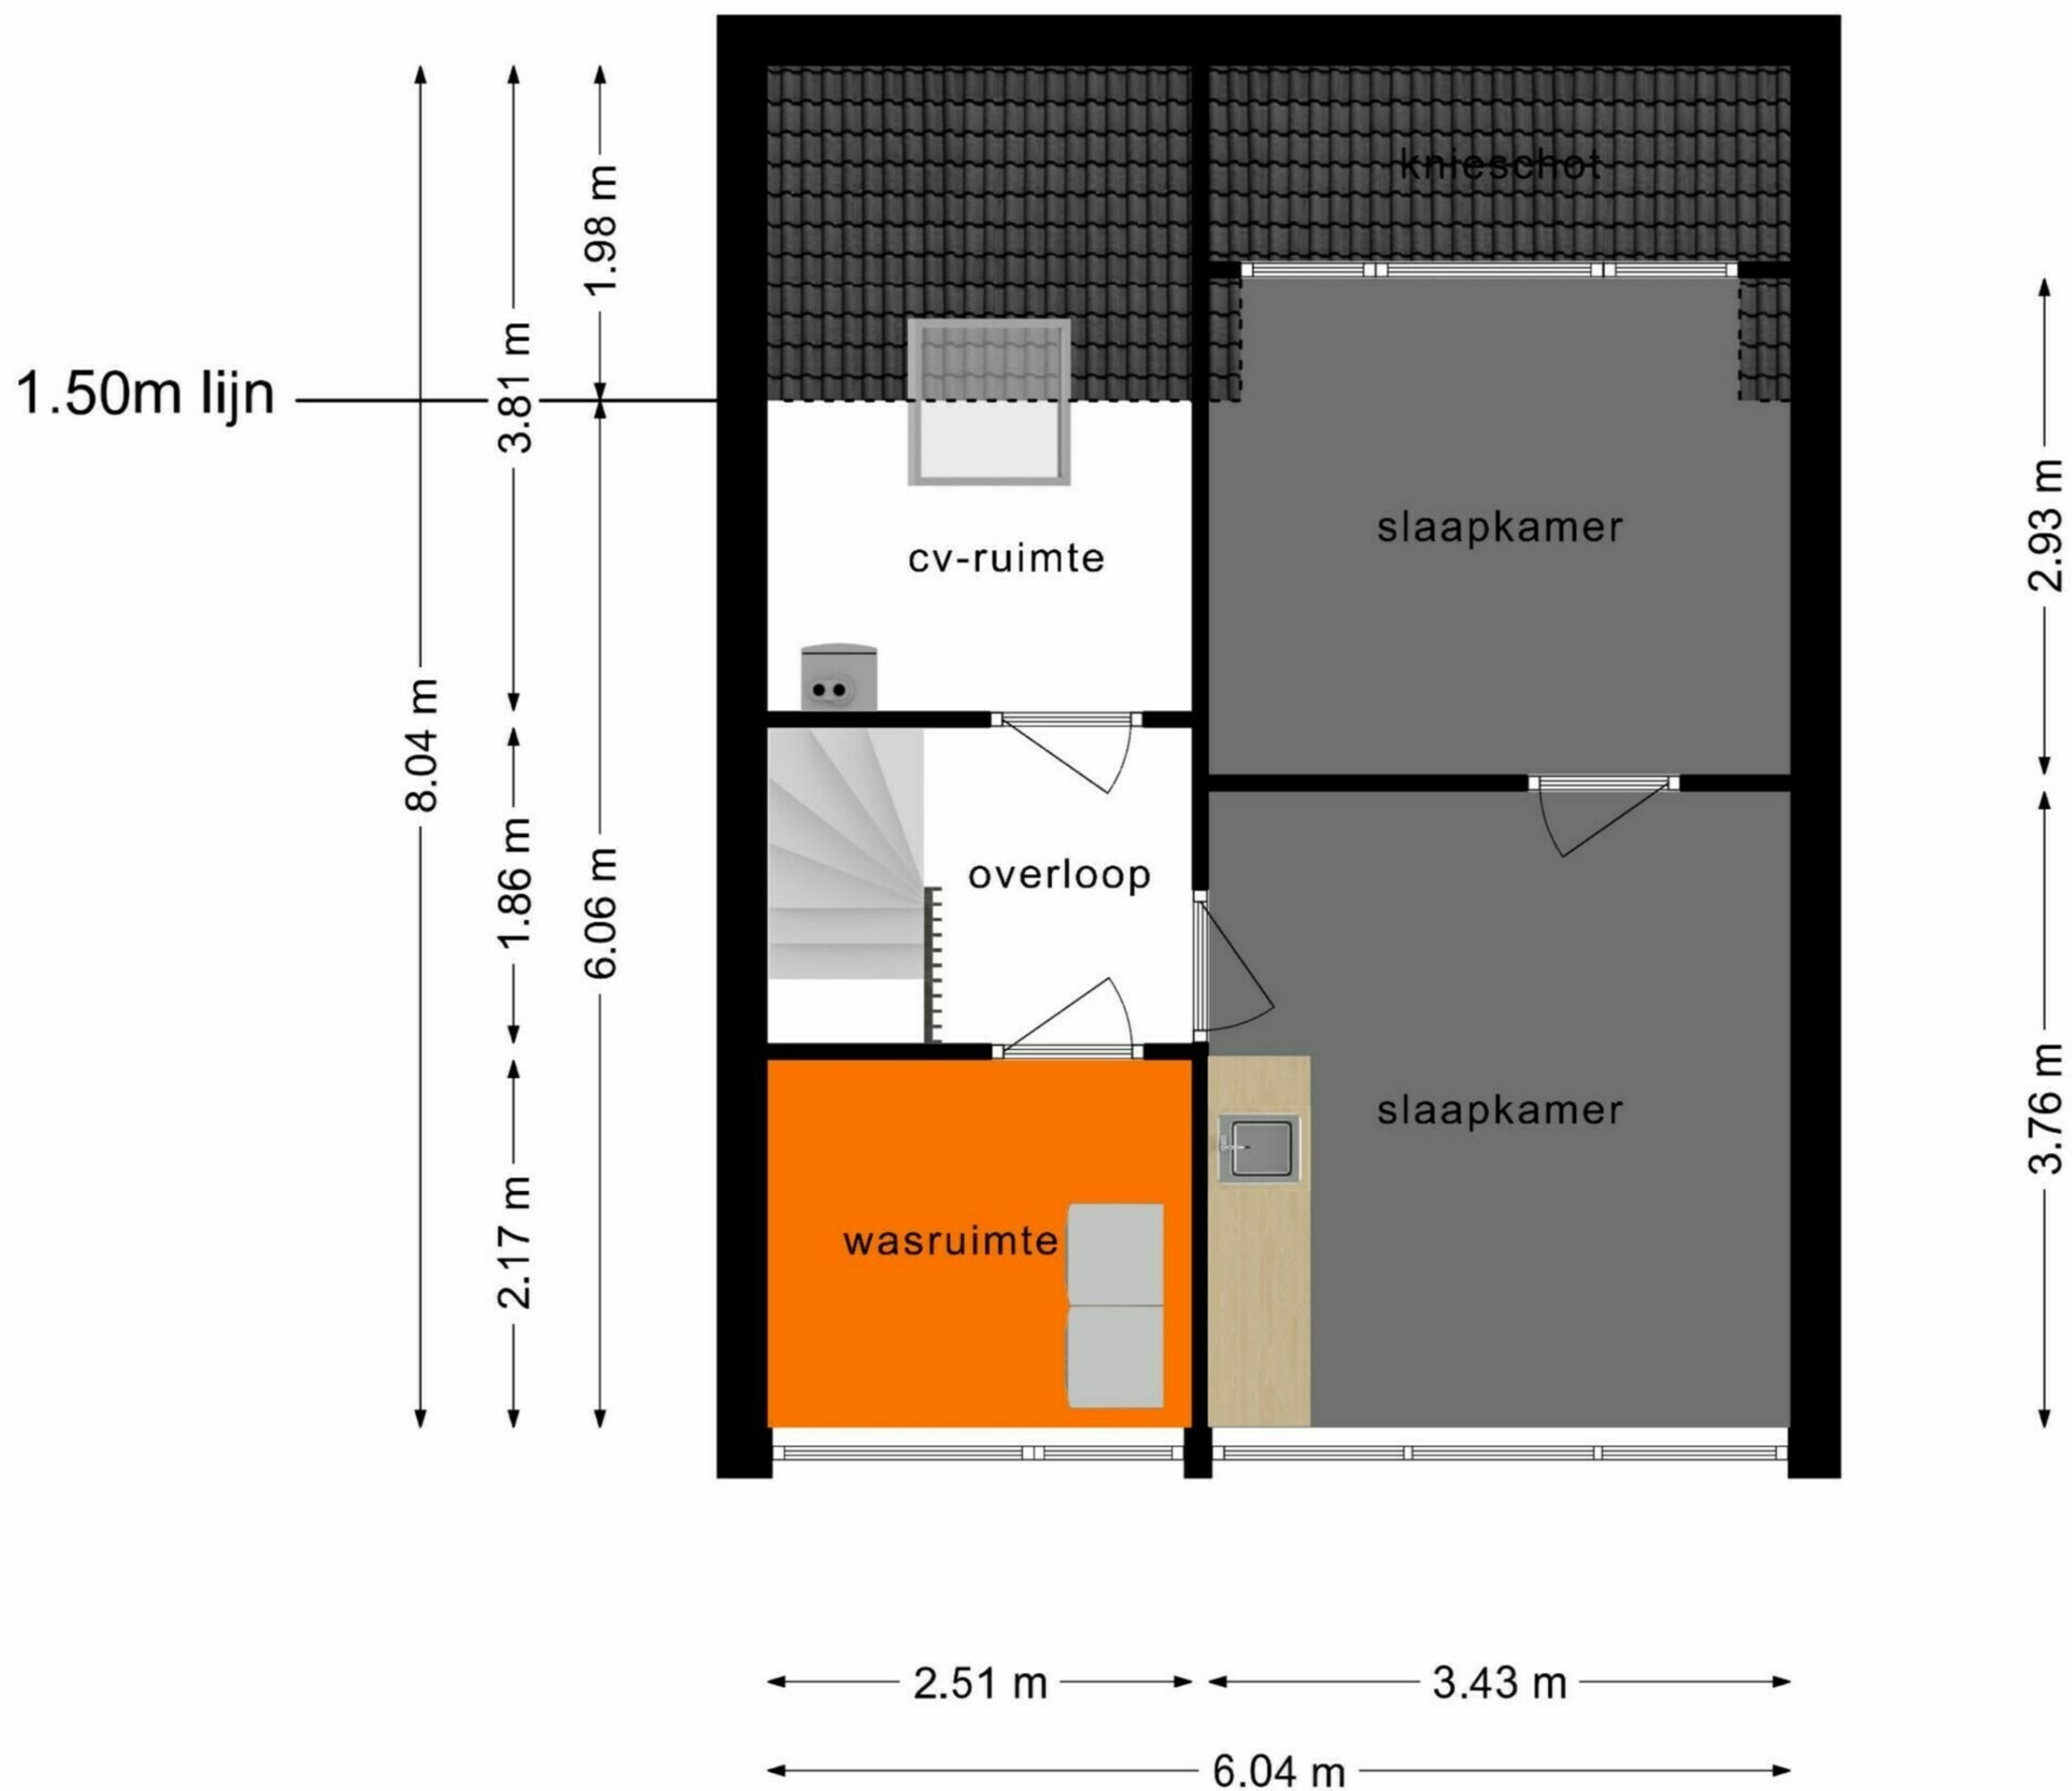 knieschot
1.98 m
3.81 m
1.50m lijn
slaapkamer
2.93 m
cv-ruimte
8.04 m
overloop
1.86 m
6.06 m
slaapkamer
3.76 m
wasruimte
2.17 m
2.51 m
3.43 m
6.04 m